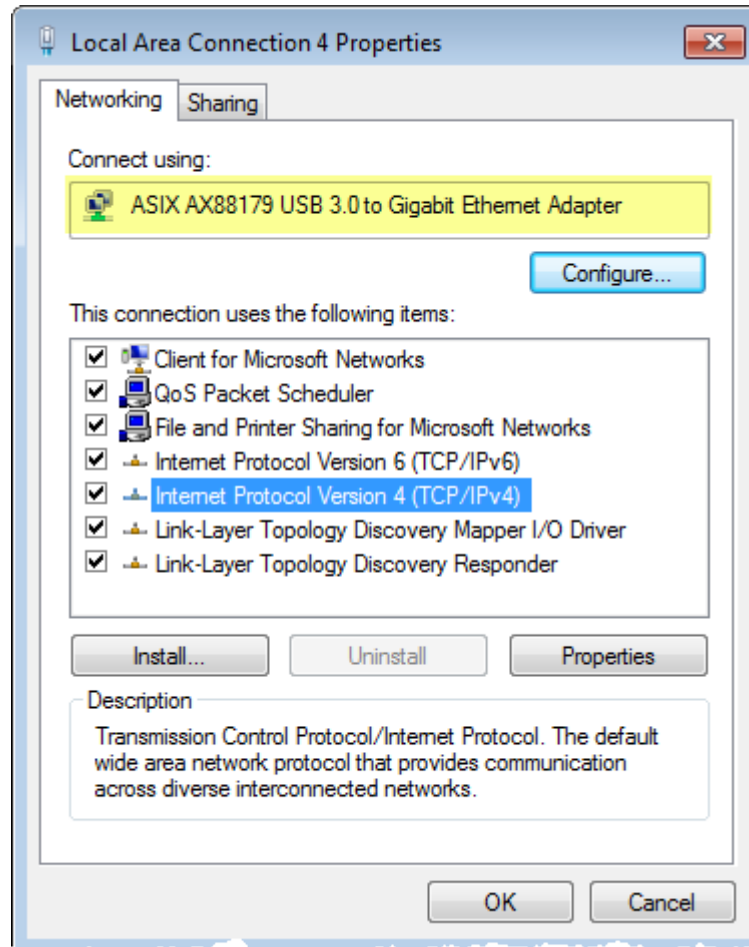 Local Area Connection 4 Properties
Networking
Sharing
Connect using:
ASIX AX88179 USB 3.0 to Gigabit Ethernet Adapter
Configure...
This connection uses the following items:
Client for Microsoft Networks
QoS Packet Scheduler
File and Printer Sharing for Microsoft Networks
Internet Protocol Version 6 (TCP/IPv6)
Internet Protocol Version 4 (TCP/IPv4)
Link-Layer Topology Discovery Mapper I/O Driver
Link-Layer Topology Discovery Responder
Install...
Uninstall
Properties
Description
Transmission Control Protocol/Internet Protocol. The default
wide area network protocol that provides communication
across diverse interconnected networks.
OK
Cancel